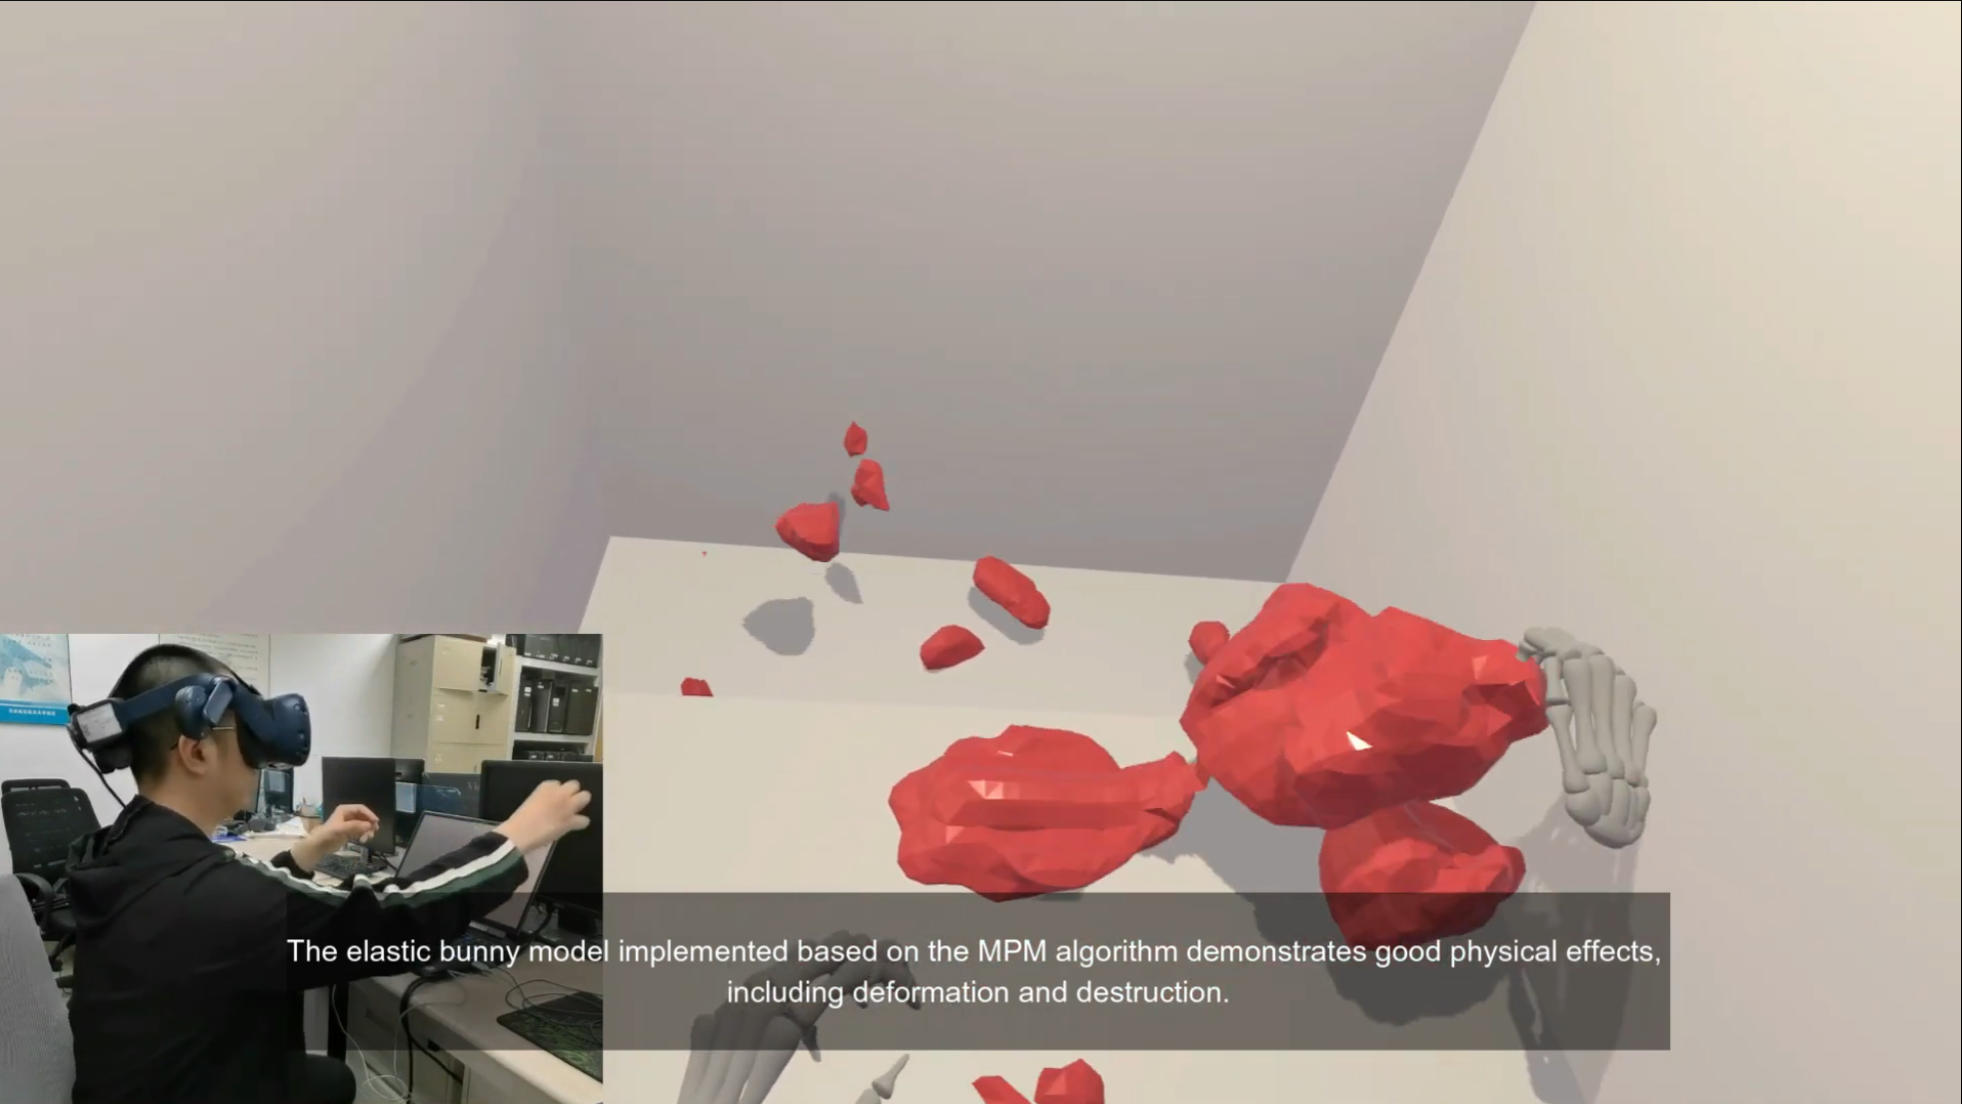 The elastic bunny model implemented based on the MPM algorithm demonstrates good physical effects,
including deformation and destruction.